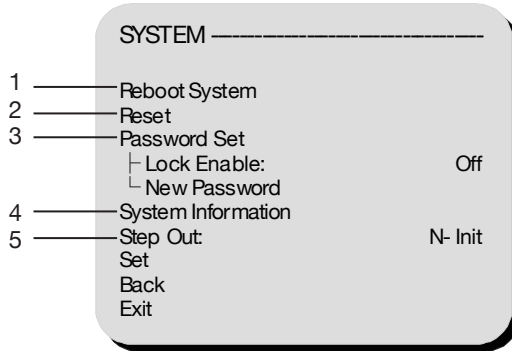 SYSTEM --------------------------------
1 Reboot System
2 Reset
3 Password Set
Lock Enable: Off
New Password
4 System Information
5 Step Out: N- Init
Set
Back
Exit